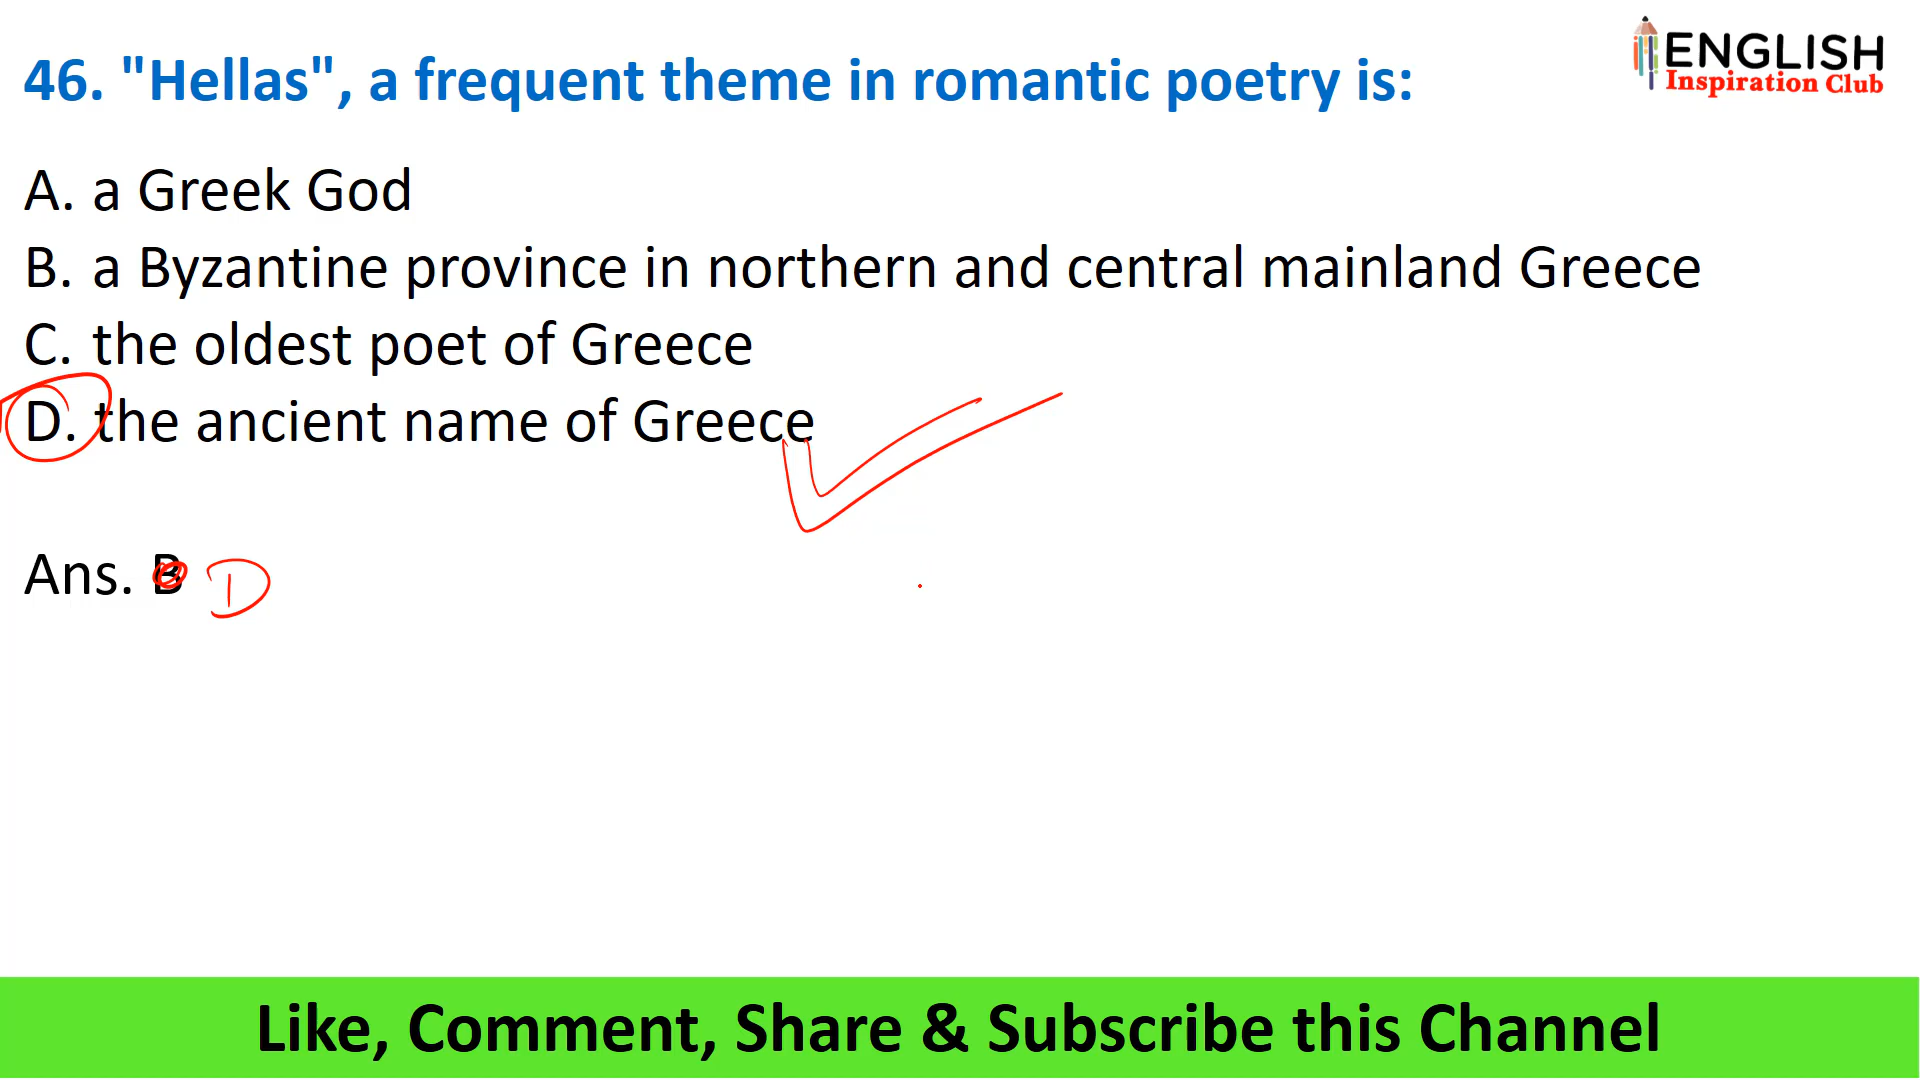 46. "Hellas", a frequent theme in romantic poetry is:
ENGLISH
Inspiration Club
A. a Greek God
B. a Byzantine province in northern and central mainland Greece
C. the oldest poet of Greece
D. the ancient name of Greece
Ans. B D
Like, Comment, Share & Subscribe this Channel